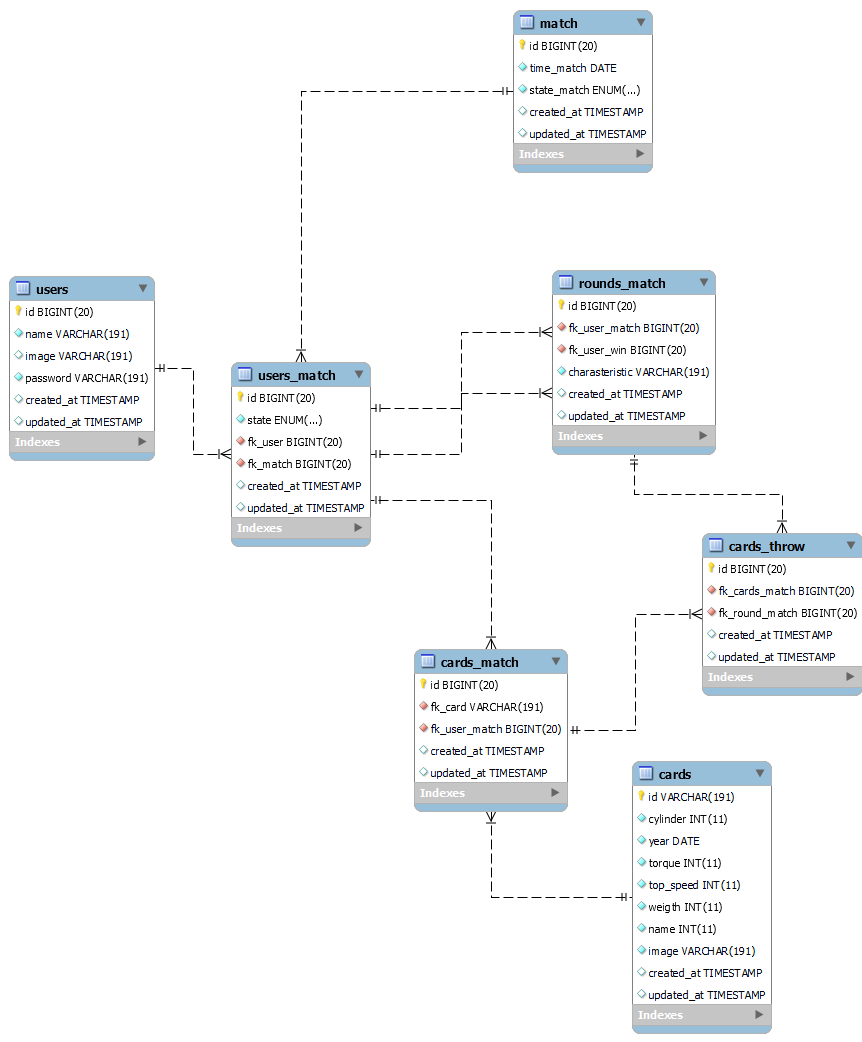 match
id BIGINT(20)
time_match DATE
state_match ENUM(...)
created_at TIMESTAMP
updated_at TIMESTAMP
Indexes
users
id BIGINT(20)
name VARCHAR(191)
image VARCHAR(191)
password VARCHAR(191)
created_at TIMESTAMP
updated_at TIMESTAMP
Indexes
users_match
id BIGINT(20)
state ENUM(...)
fk_user BIGINT(20)
fk_match BIGINT(20)
created_at TIMESTAMP
updated_at TIMESTAMP
Indexes
rounds_match
id BIGINT(20)
fk_user_match BIGINT(20)
fk_user_win BIGINT(20)
charasteristic VARCHAR(191)
created_at TIMESTAMP
updated_at TIMESTAMP
Indexes
cards_throw
id BIGINT(20)
fk_cards_match BIGINT(20)
fk_round_match BIGINT(20)
created_at TIMESTAMP
updated_at TIMESTAMP
Indexes
cards_match
id BIGINT(20)
fk_card VARCHAR(191)
fk_user_match BIGINT(20)
created_at TIMESTAMP
updated_at TIMESTAMP
Indexes
cards
id VARCHAR(191)
cylinder INT(11)
year DATE
torque INT(11)
top_speed INT(11)
weigth INT(11)
name INT(11)
image VARCHAR(191)
created_at TIMESTAMP
updated_at TIMESTAMP
Indexes